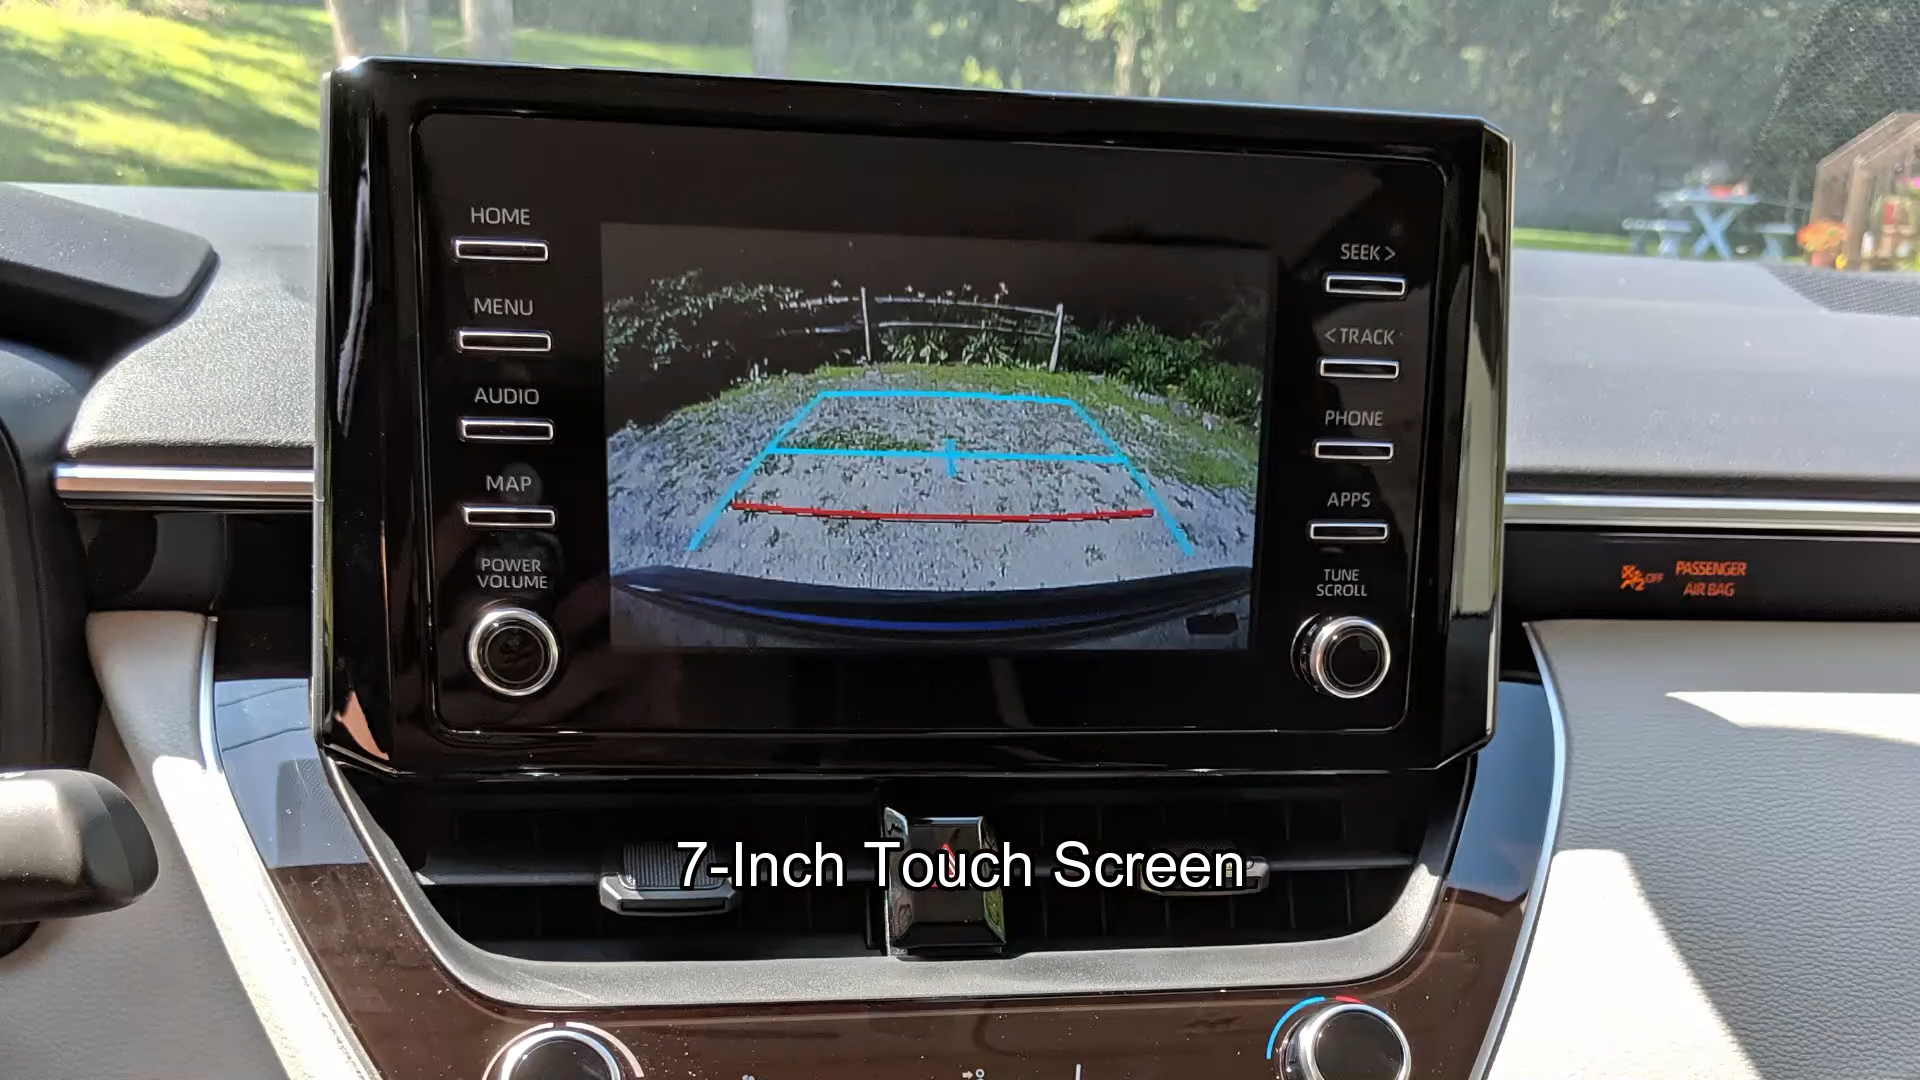 HOME
MENU
AUDIO
MAP
POWER
VOLUME
SEEK >
< TRACK
PHONE
APPS
TUNE
SCROLL
OFF
PASSENGER
AIR BAG
7-Inch Touch Screen